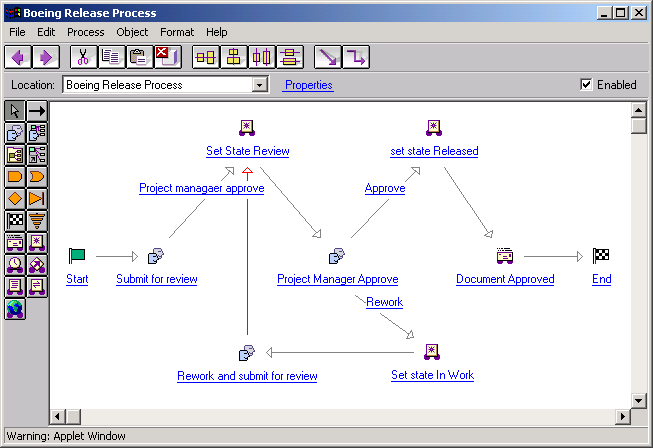 Boeing Release Process
File Edit Process Object Format Help
Location: Boeing Release Process Properties Enabled
Set State Review set state Released
Project managaer approve Approve
Start Submit for review Project Manager Approve Document Approved End
Rework
Rework and submit for review Set state In Work
Warning: Applet Window